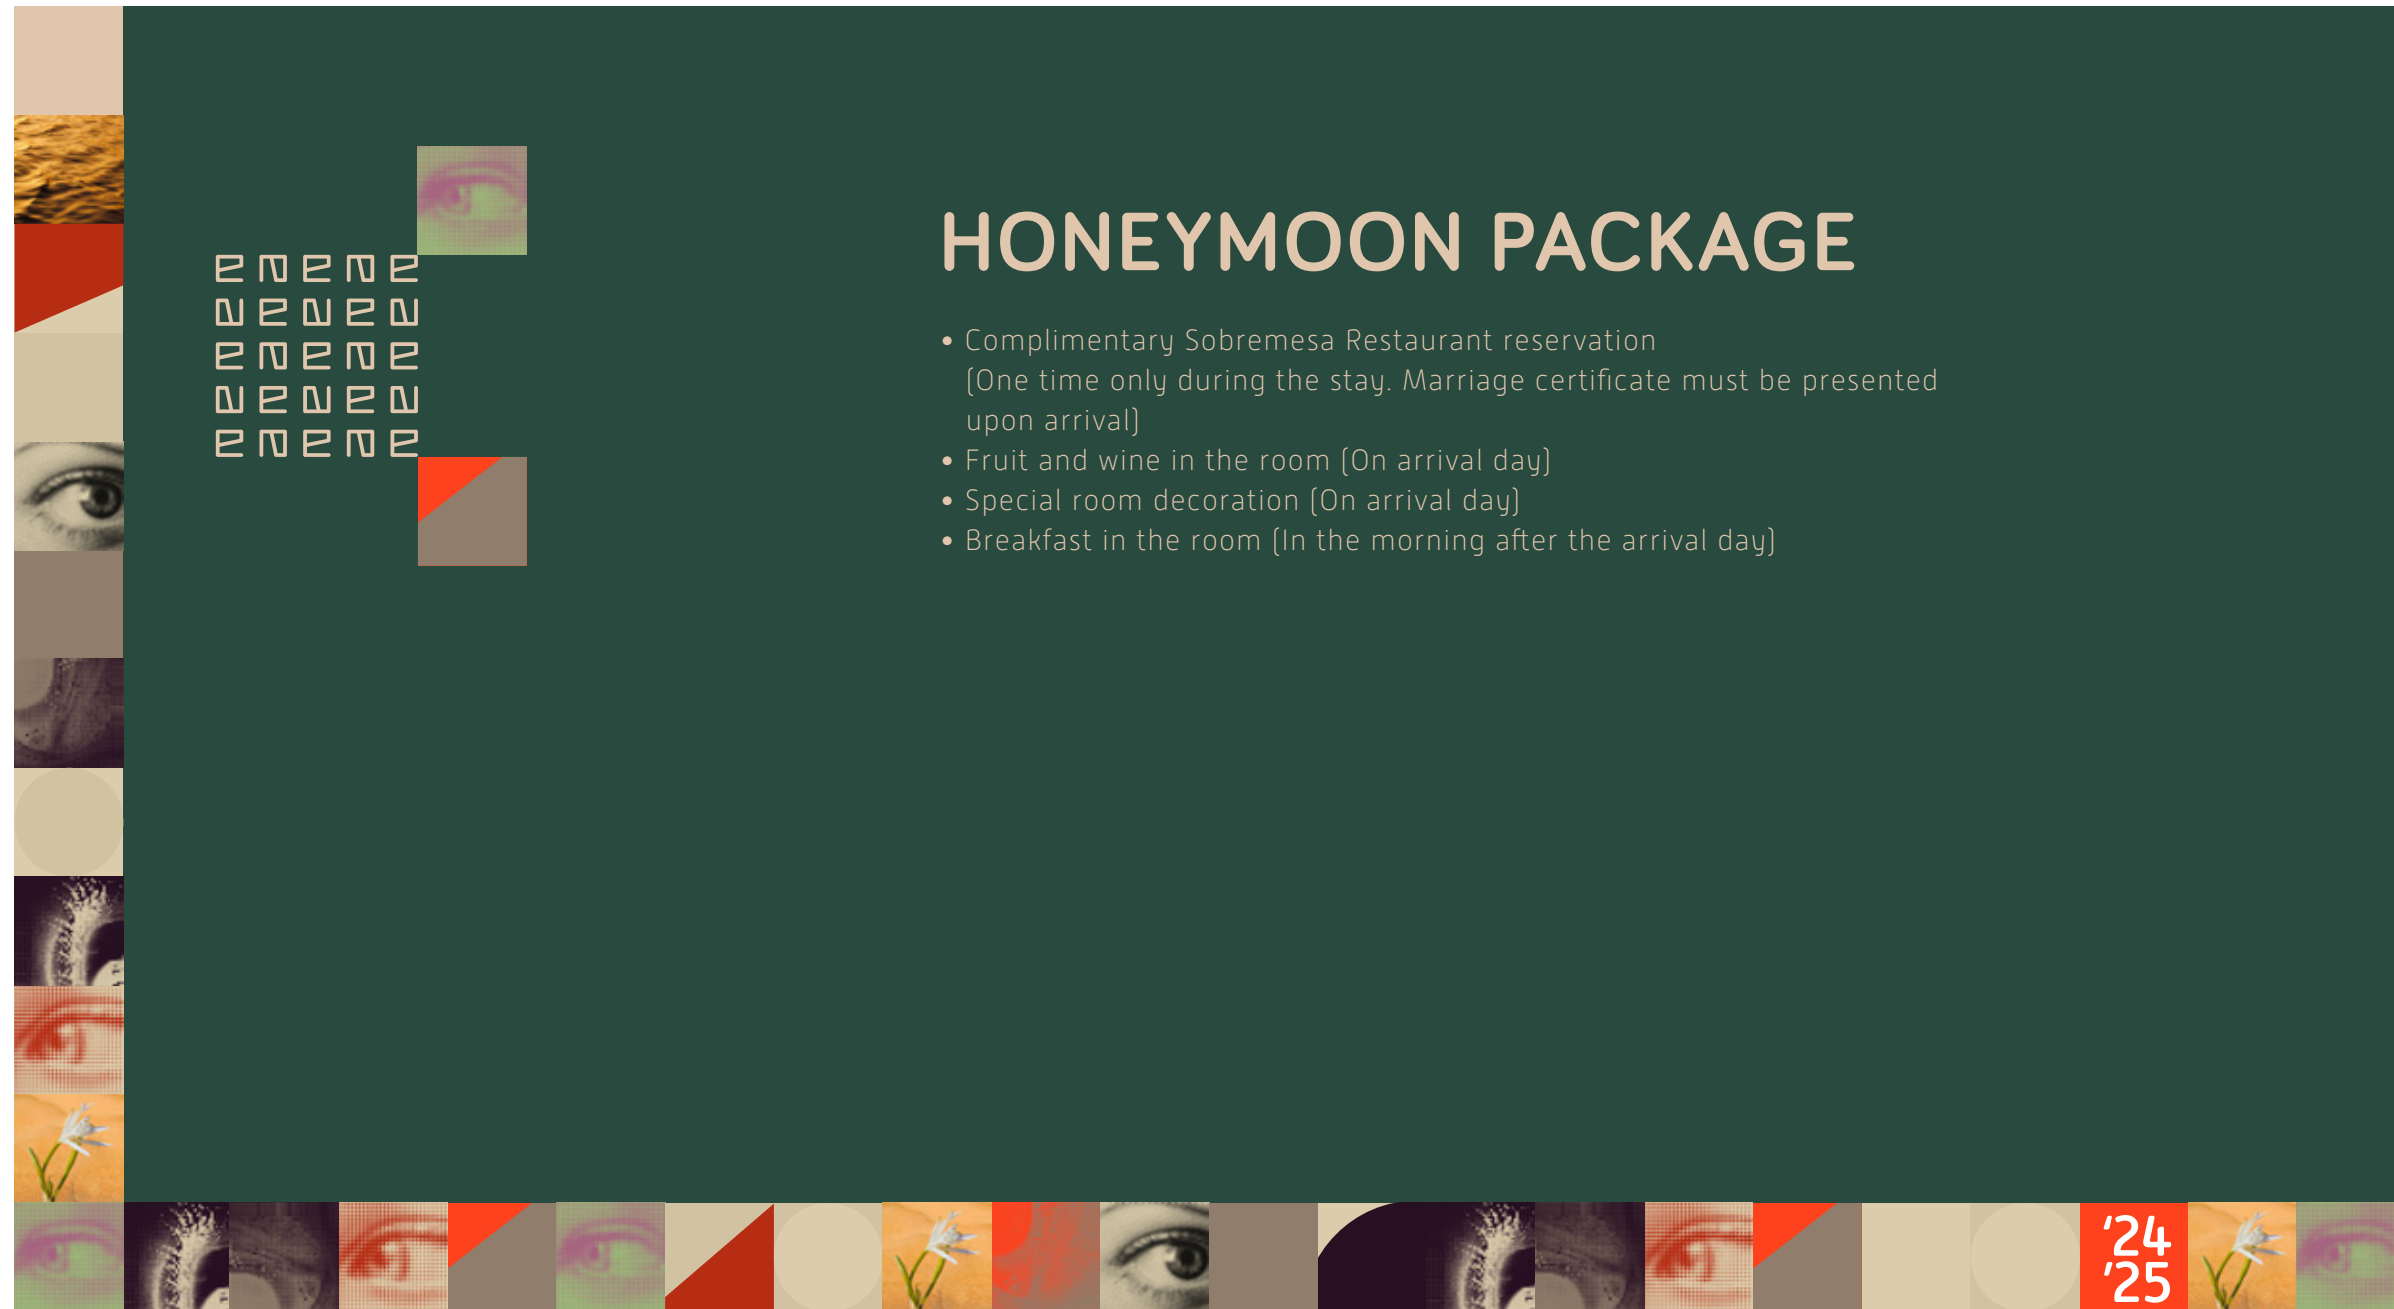 HONEYMOON PACKAGE
• Complimentary Sobremesa Restaurant reservation
(One time only during the stay. Marriage certificate must be presented
upon arrival)
• Fruit and wine in the room (On arrival day)
• Special room decoration (On arrival day)
• Breakfast in the room (In the morning after the arrival day)
'24
'25